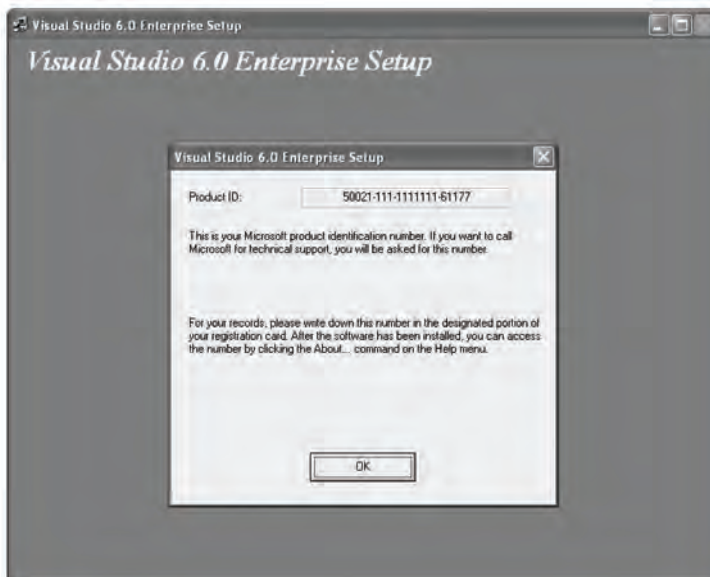 Visual Studio 6.0 Enterprise Setup
Visual Studio 6.0 Enterprise Setup
Visual Studio 6.0 Enterprise Setup
Product ID: 50021-111-1111111-61177
This is your Microsoft product identification number. If you want to call
Microsoft for technical support, you will be asked for this number.
For your records, please write down this number in the designated portion of
your registration card. After the software has been installed, you can access
the number by clicking the About... command on the Help menu.
OK